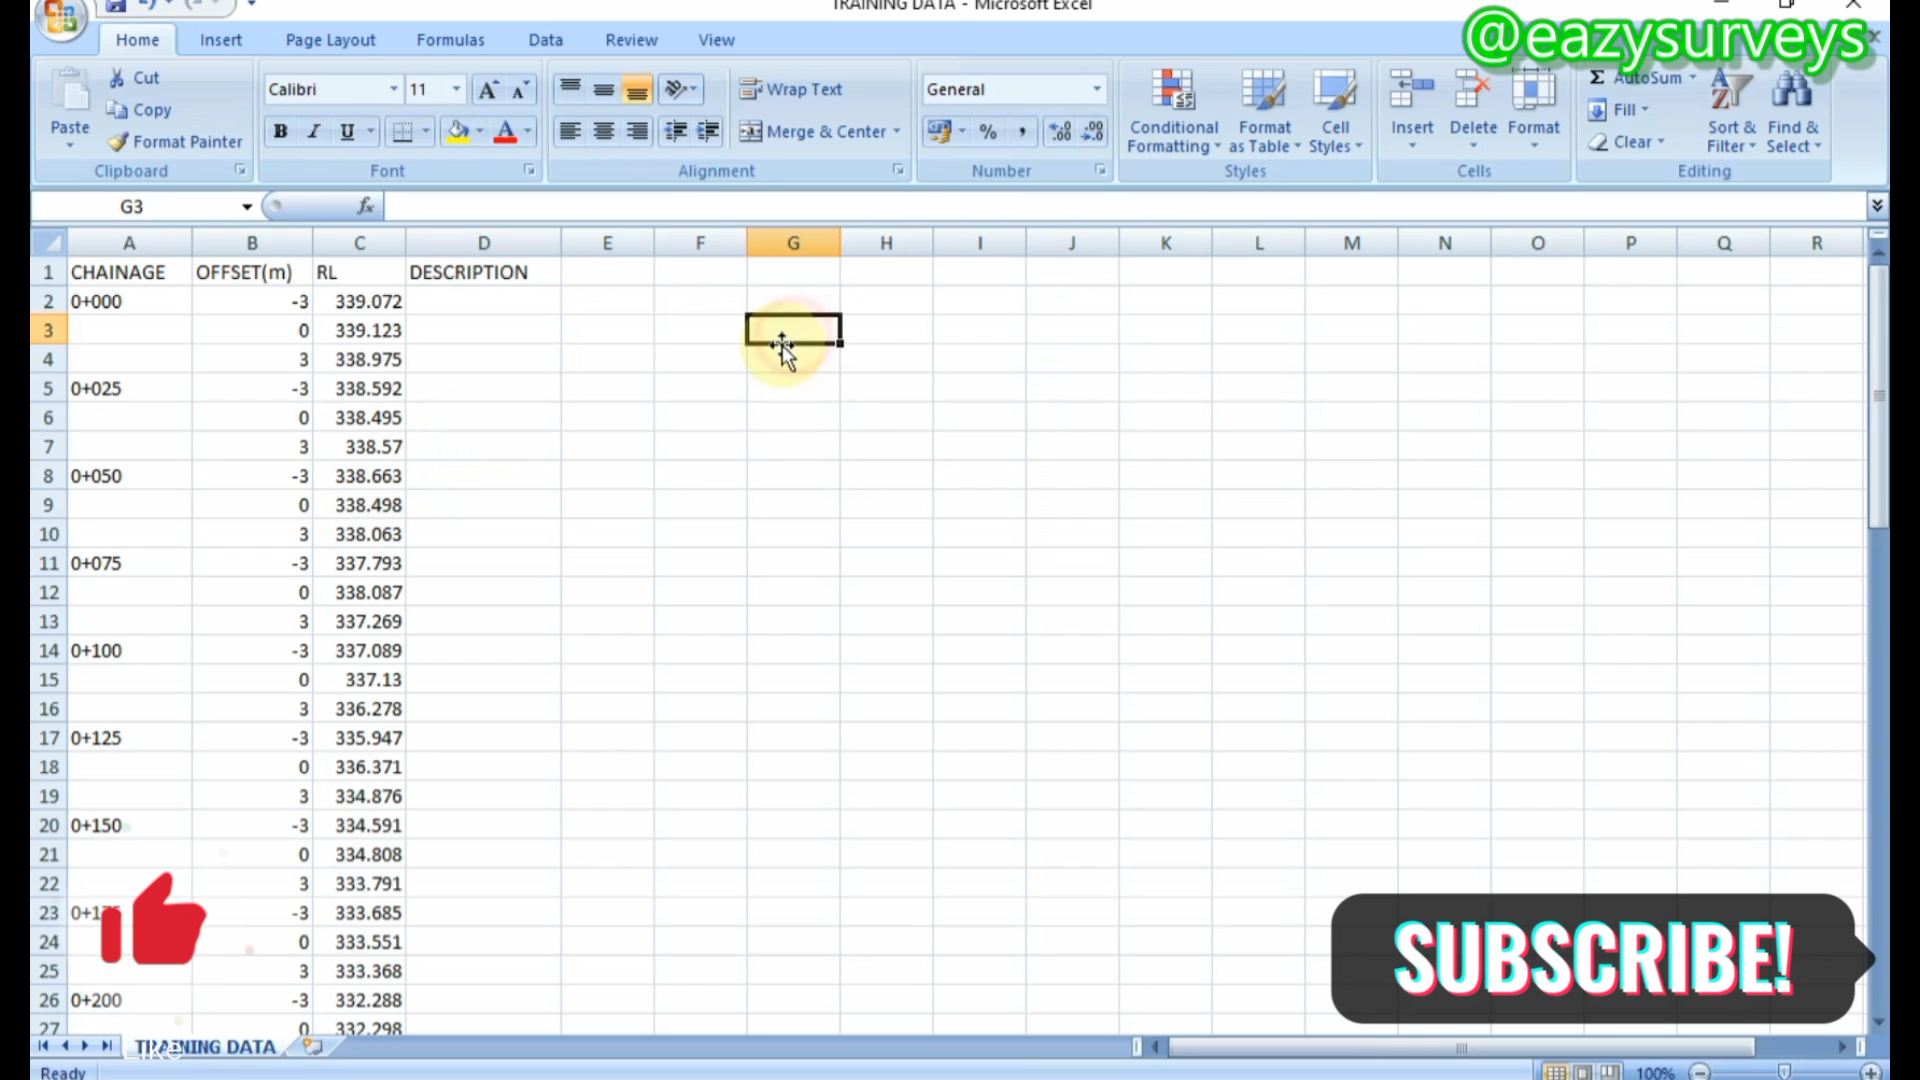 TRAINING DATA - Microsoft Excel
@eazysurveys
Home Insert Page Layout Formulas Data Review View
Cut
Copy
Format Painter
Paste
Clipboard
Calibri 11
B I U
Font
Wrap Text
Merge & Center
Alignment
General
% ,
Number
Conditional Formatting
Format as Table
Cell Styles
Styles
Insert Delete Format
Cells
Σ AutoSum
Fill
Clear
Sort & Filter
Find & Select
Editing
G3 fx
A B C D E F G H I J K L M N O P Q R
1 CHAINAGE OFFSET(m) RL DESCRIPTION
2 0+000 -3 339.072
3 0 339.123
4 3 338.975
5 0+025 -3 338.592
6 0 338.495
7 3 338.57
8 0+050 -3 338.663
9 0 338.498
10 3 338.063
11 0+075 -3 337.793
12 0 338.087
13 3 337.269
14 0+100 -3 337.089
15 0 337.13
16 3 336.278
17 0+125 -3 335.947
18 0 336.371
19 3 334.876
20 0+150 -3 334.591
21 0 334.808
22 3 333.791
23 -3 333.685
24 0 333.551
25 3 333.368
26 0+200 -3 332.288
27 0 332.298
SUBSCRIBE!
TRAINING DATA
Like
Ready 100%